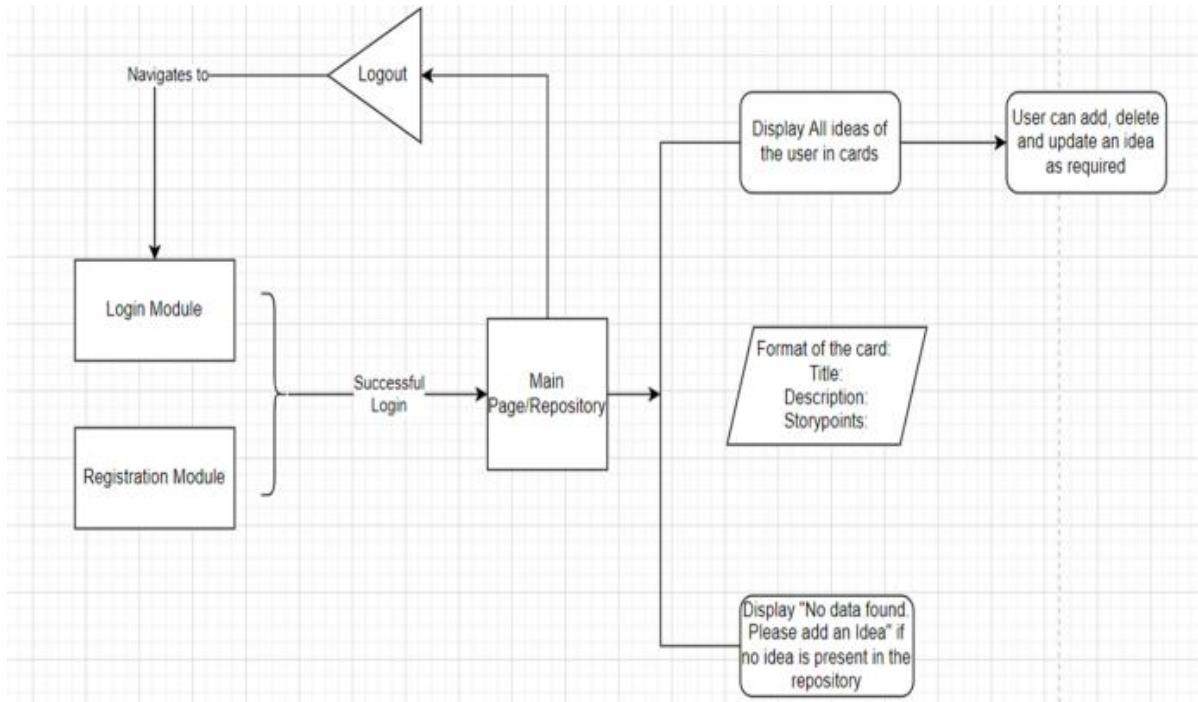 Navigates to
Logout
Display All ideas of
the user in cards
User can add, delete
and update an idea
as required
Login Module
Registration Module
Successful
Login
Main
Page/Repository
Format of the card:
Title:
Description:
Storypoints:
Display "No data found.
Please add an Idea" if
no idea is present in the
repository